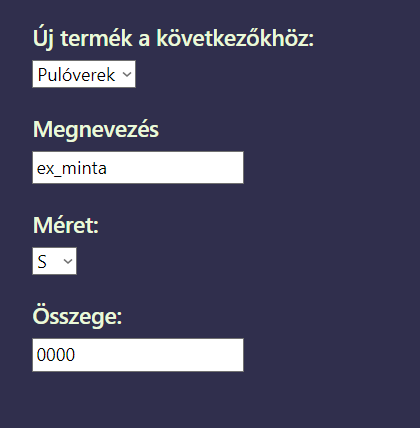 Új termék a következőkhöz:
Pulóverek
Megnevezés
ex_minta
Méret:
S
Összege:
0000